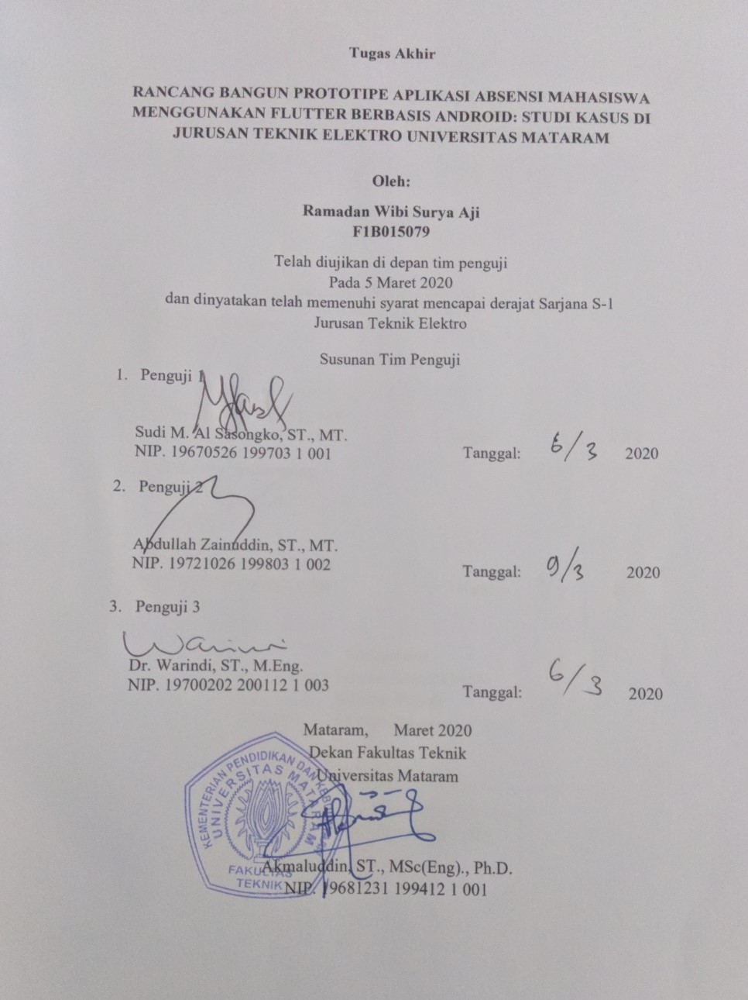 Tugas Akhir
RANCANG BANGUN PROTOTIPE APLIKASI ABSENSI MAHASISWA
MENGGUNAKAN FLUTTER BERBASIS ANDROID: STUDI KASUS DI
JURUSAN TEKNIK ELEKTRO UNIVERSITAS MATARAM
Oleh:
Ramadan Wibi Surya Aji
F1B015079
Telah diujikan di depan tim penguji
Pada 5 Maret 2020
dan dinyatakan telah memenuhi syarat mencapai derajat Sarjana S-1
Jurusan Teknik Elektro
Susunan Tim Penguji
1. Penguji 1
Sudi M. Al Sasongko, ST., MT.
NIP. 19670526 199703 1 001
Tanggal: 6/3 2020
2. Penguji 2
Abdullah Zainuddin, ST., MT.
NIP. 19721026 199803 1 002
Tanggal: 9/3 2020
3. Penguji 3
Dr. Warindi, ST., M.Eng.
NIP. 19700202 200112 1 003
Tanggal: 6/3 2020
Mataram, Maret 2020
Dekan Fakultas Teknik
Universitas Mataram
KEMENTERIAN PENDIDIKAN DAN
UNIVERSITAS MATARAM
FAKULTAS
TEKNIK
Akmaluddin, ST., MSc(Eng)., Ph.D.
NIP. 19681231 199412 1 001